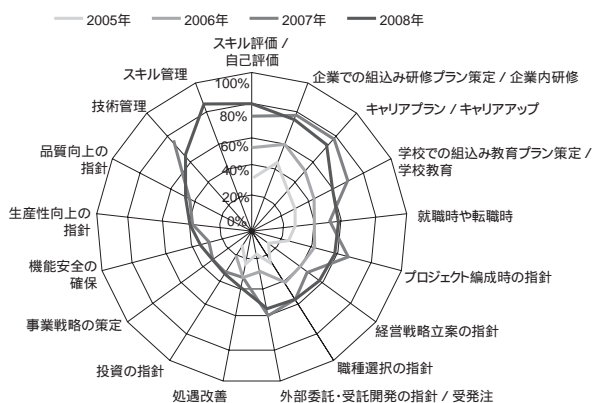 2005年 2006年 2007年 2008年
スキル評価 /
自己評価
企業での組込み研修プラン策定 / 企業内研修
キャリアプラン / キャリアアップ
学校での組込み教育プラン策定 /
学校教育
就職時や転職時
プロジェクト編成時の指針
経営戦略立案の指針
職種選択の指針
外部委託・受託開発の指針 / 受発注
処遇改善
投資の指針
事業戦略の策定
機能安全の
確保
生産性向上の
指針
品質向上の
指針
技術管理
スキル管理
100%
80%
60%
40%
20%
0%